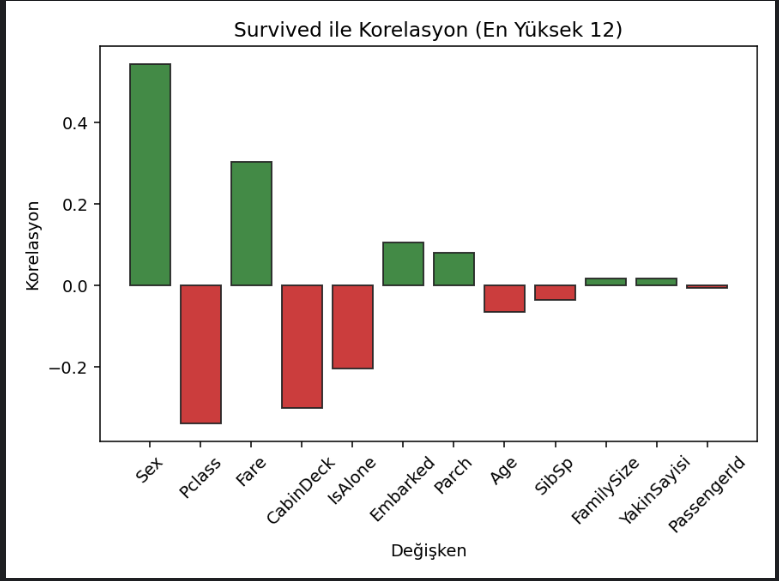 Survived ile Korelasyon (En Yüksek 12)
Korelasyon
0.4
0.2
0.0
−0.2
Sex
Pclass
Fare
CabinDeck
IsAlone
Embarked
Parch
Age
SibSp
FamilySize
YakinSayisi
PassengerId
Değişken